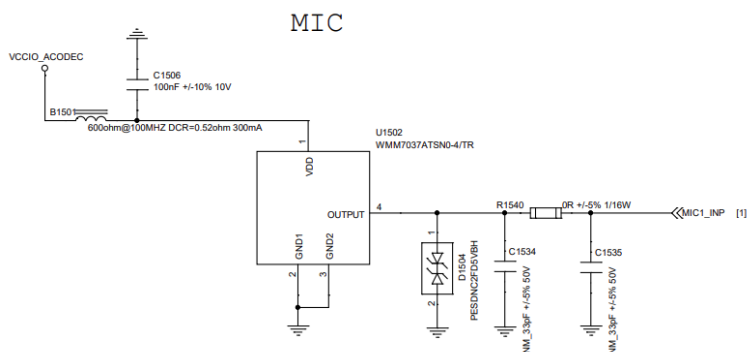 MIC
VCCIO_ACODEC
C1506
100nF +/-10% 10V
B1501
600ohm@100MHZ DCR=0.52ohm 300mA
U1502
WMM7037ATSN0-4/TR
1
VDD
OUTPUT
4
R1540
0R +/-5% 1/16W
MIC1_INP [1]
GND1
GND2
2
3
1
2
D1504
PESDNC2FD5VBH
C1534
NM_33pF +/-5% 50V
C1535
NM_33pF +/-5% 50V